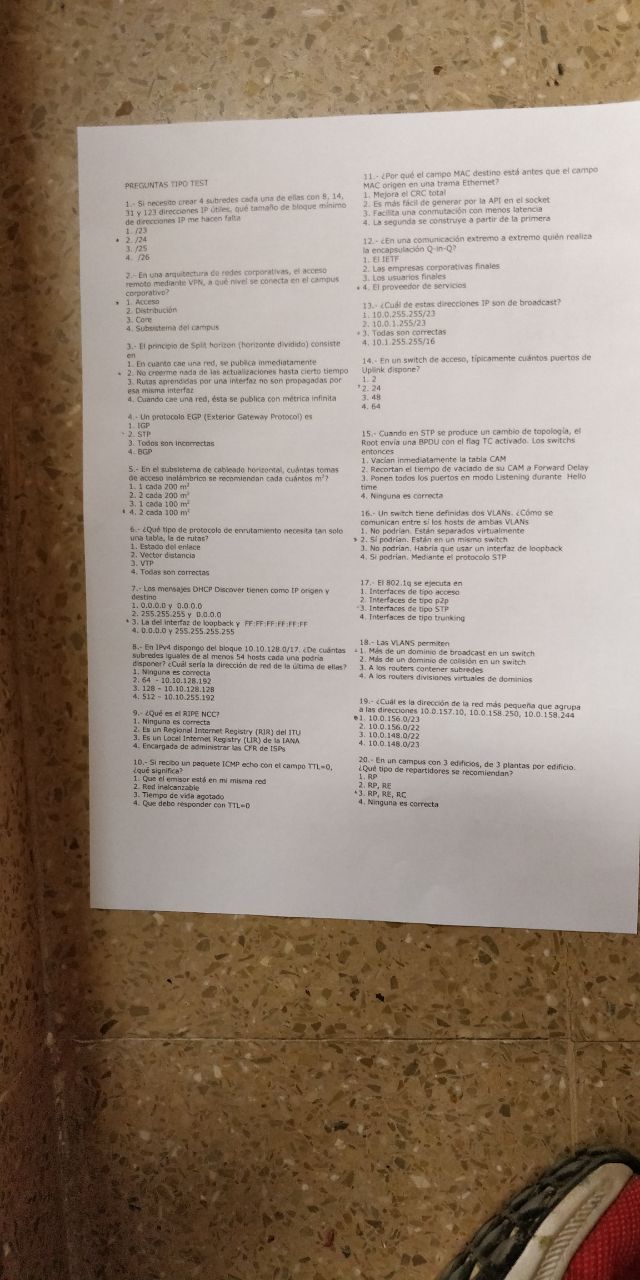 PREGUNTAS TIPO TEST
1.- Si necesito crear 4 subredes cada una de ellas con 8, 14,
31 y 123 direcciones IP útiles, qué tamaño de bloque mínimo
de direcciones IP me hacen falta
1. /23
2. /24
3. /25
4. /26
2.- En una arquitectura de redes corporativas, el acceso
remoto mediante VPN, a qué nivel se conecta en el campus
corporativo?
1. Acceso
2. Distribución
3. Core
4. Subsistema del campus
3.- El principio de Split horizon (horizonte dividido) consiste
en
1. En cuanto cae una red, se publica inmediatamente
2. No creerme nada de las actualizaciones hasta cierto tiempo
3. Rutas aprendidas por una interfaz no son propagadas por
esa misma interfaz
4. Cuando cae una red, ésta se publica con métrica infinita
4.- Un protocolo EGP (Exterior Gateway Protocol) es
1. IGP
2. STP
3. Todos son incorrectas
4. BGP
5.- En el subsistema de cableado horizontal, cuántas tomas
de acceso inalámbrico se recomiendan cada cuántos m²?
1. 1 cada 200 m²
2. 2 cada 200 m²
3. 1 cada 100 m²
4. 2 cada 100 m²
6.- ¿Qué tipo de protocolo de enrutamiento necesita tan solo
una tabla, la de rutas?
1. Estado del enlace
2. Vector distancia
3. VTP
4. Todas son correctas
7.- Los mensajes DHCP Discover tienen como IP origen y
destino
1. 0.0.0.0 y 0.0.0.0
2. 255.255.255 y 0.0.0.0
3. La del interfaz de loopback y FF:FF:FF:FF:FF:FF
4. 0.0.0.0 y 255.255.255.255
8.- En IPv4 dispongo del bloque 10.10.128.0/17. ¿De cuántas
subredes iguales de al menos 54 hosts cada una podría
disponer? ¿Cuál sería la dirección de red de la última de ellas?
1. Ninguna es correcta
2. 64 - 10.10.128.192
3. 128 - 10.10.128.128
4. 512 - 10.10.255.192
9.- ¿Qué es el RIPE NCC?
1. Ninguna es correcta
2. Es un Regional Internet Registry (RIR) del ITU
3. Es un Local Internet Registry (LIR) de la IANA
4. Encargada de administrar las CFR de ISPs
10.- Si recibo un paquete ICMP echo con el campo TTL=0,
¿qué significa?
1. Que el emisor está en mi misma red
2. Red inalcanzable
3. Tiempo de vida agotado
4. Que debo responder con TTL=0
11.- ¿Por qué el campo MAC destino está antes que el campo
MAC origen en una trama Ethernet?
1. Mejora el CRC total
2. Es más fácil de generar por la API en el socket
3. Facilita una conmutación con menos latencia
4. La segunda se construye a partir de la primera
12.- ¿En una comunicación extremo a extremo quién realiza
la encapsulación Q-in-Q?
1. El IETF
2. Las empresas corporativas finales
3. Los usuarios finales
4. El proveedor de servicios
13.- ¿Cuál de estas direcciones IP son de broadcast?
1. 10.0.255.255/23
2. 10.0.1.255/23
3. Todas son correctas
4. 10.1.255.255/16
14.- En un switch de acceso, típicamente cuántos puertos de
Uplink dispone?
1. 2
2. 24
3. 48
4. 64
15.- Cuando en STP se produce un cambio de topología, el
Root envía una BPDU con el flag TC activado. Los switchs
entonces
1. Vacían inmediatamente la tabla CAM
2. Recortan el tiempo de vaciado de su CAM a Forward Delay
3. Ponen todos los puertos en modo Listening durante Hello
time
4. Ninguna es correcta
16.- Un switch tiene definidas dos VLANs. ¿Cómo se
comunican entre sí los hosts de ambas VLANs
1. No podrían. Están separados virtualmente
2. Si podrían. Están en un mismo switch
3. No podrían. Habría que usar un interfaz de loopback
4. Si podrían. Mediante el protocolo STP
17.- El 802.1q se ejecuta en
1. Interfaces de tipo acceso
2. Interfaces de tipo p2p
3. Interfaces de tipo STP
4. Interfaces de tipo trunking
18.- Las VLANS permiten
1. Más de un dominio de broadcast en un switch
2. Más de un dominio de colisión en un switch
3. A los routers contener subredes
4. A los routers divisiones virtuales de dominios
19.- ¿Cuál es la dirección de la red más pequeña que agrupa
a las direcciones 10.0.157.10, 10.0.158.250, 10.0.158.244
1. 10.0.156.0/23
2. 10.0.156.0/22
3. 10.0.148.0/22
4. 10.0.148.0/23
20.- En un campus con 3 edificios, de 3 plantas por edificio.
¿Qué tipo de repartidores se recomiendan?
1. RP
2. RP, RE
3. RP, RE, RC
4. Ninguna es correcta